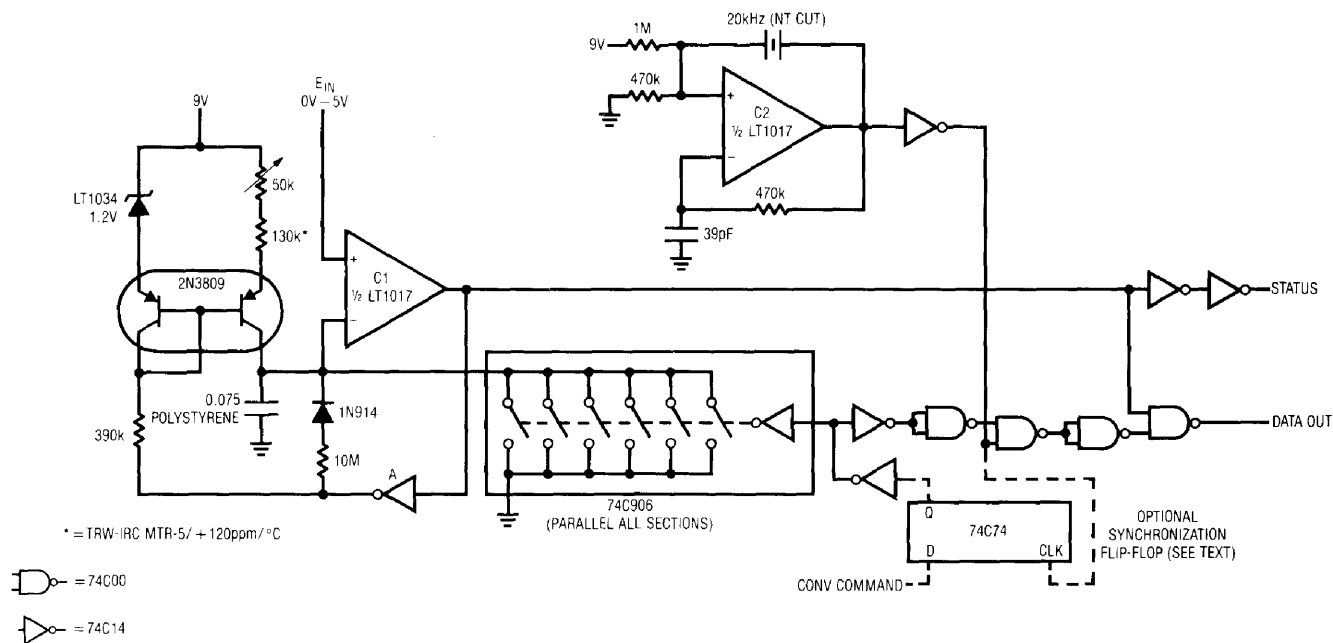 20kHz (NT CUT)
1M
9V
470k
+
C2
½ LT1017
−
470k
39pF
EIN
0V–5V
9V
LT1034
1.2V
50k
130k*
2N3809
+
C1
½ LT1017
−
STATUS
0.075
POLYSTYRENE
1N914
390k
10M
A
DATA OUT
74C906
(PARALLEL ALL SECTIONS)
Q
74C74
D
CLK
OPTIONAL
SYNCHRONIZATION
FLIP-FLOP (SEE TEXT)
CONV COMMAND
* = TRW-IRC MTR-5/ + 120ppm/°C
= 74C00
= 74C14